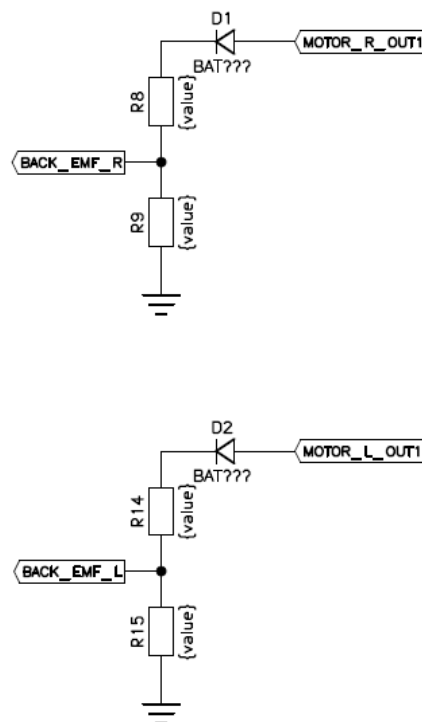 D1
MOTOR_R_OUT1
BAT???
R8
{value}
BACK_EMF_R
R9
{value}
D2
MOTOR_L_OUT1
BAT???
R14
{value}
BACK_EMF_L
R15
{value}